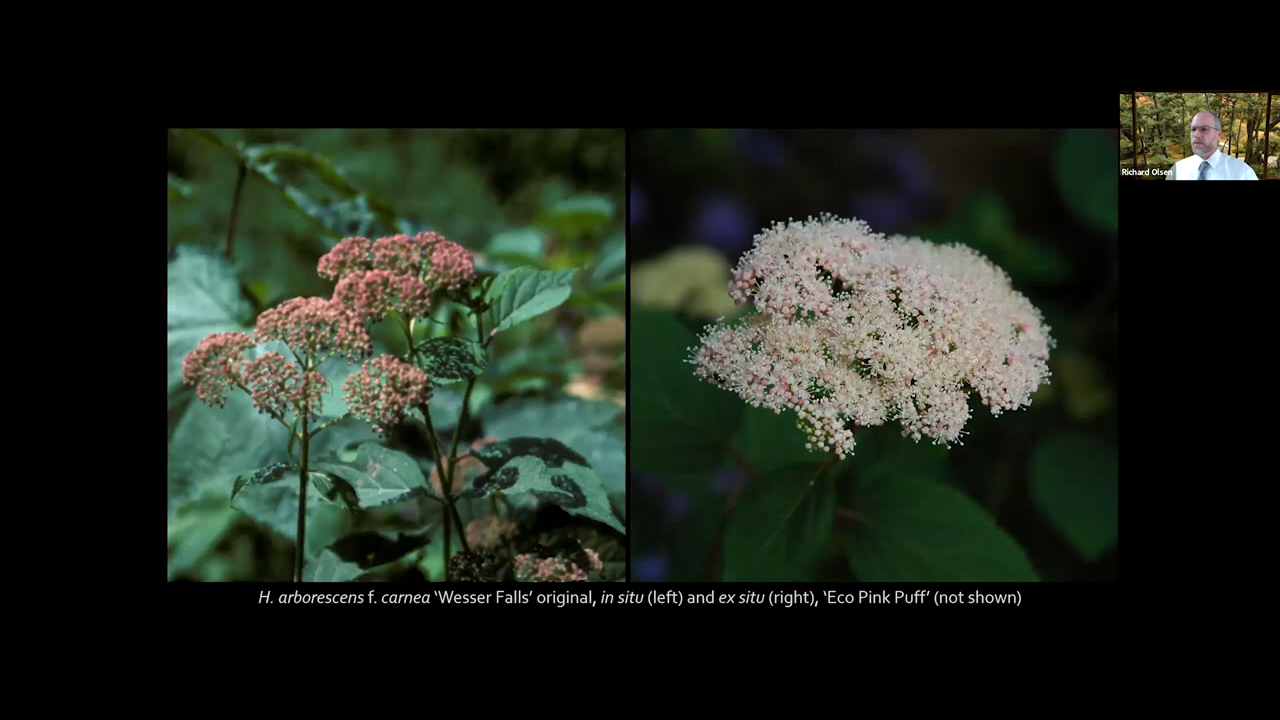 Richard Olsen
H. arborescens f. carnea ‘Wesser Falls’ original, in situ (left) and ex situ (right), ‘Eco Pink Puff’ (not shown)